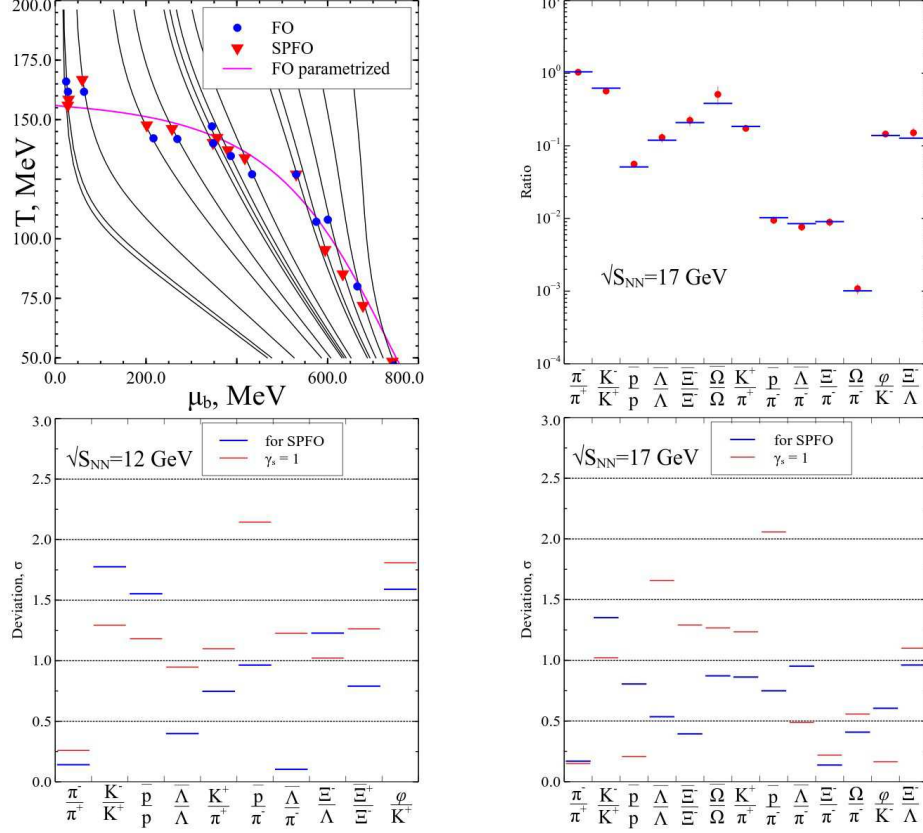 200.0
175.0
150.0
125.0
100.0
75.0
50.0
T, MeV
FO
SPFO
FO parametrized
0.0 200.0 400.0 600.0 800.0
μb, MeV
10⁰
10⁻¹
10⁻²
10⁻³
10⁻⁴
Ratio
√SNN=17 GeV
π⁻ K⁻ p̅ Λ̅ Ξ̅ Ω̅ K⁺ p̅ Λ̅ Ξ⁻ Ω φ Ξ⁻
π⁺ K⁺ p Λ Ξ⁻ Ω π⁺ π⁻ π⁻ π⁻ π⁻ K⁻ Λ
3.0
2.5
2.0
1.5
1.0
0.5
0.0
Deviation, σ
√SNN=12 GeV
for SPFO
γs = 1
π⁻ K⁻ p̅ Λ̅ K⁺ p̅ Λ̅ Ξ⁻ Ξ⁺ φ
π⁺ K⁺ p Λ π⁺ π⁻ π⁻ Λ Ξ⁻ K⁺
3.0
2.5
2.0
1.5
1.0
0.5
0.0
Deviation, σ
√SNN=17 GeV
for SPFO
γs = 1
π⁻ K⁻ p̅ Λ̅ Ξ̅ Ω̅ K⁺ p̅ Λ̅ Ξ⁻ Ω φ Ξ⁻
π⁺ K⁺ p Λ Ξ⁻ Ω π⁺ π⁻ π⁻ π⁻ π⁻ K⁻ Λ